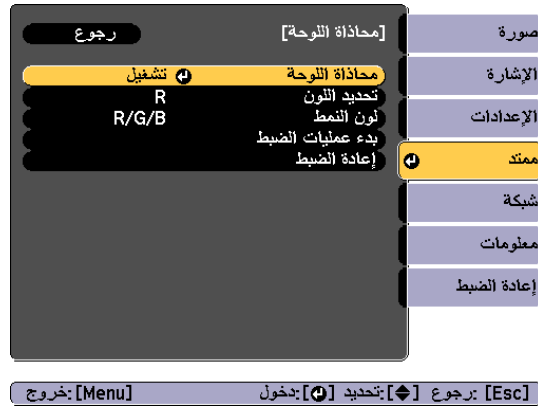 صورة
الإشارة
الإعدادات
ممتد
شبكة
معلومات
إعادة الضبط
[محاذاة اللوحة] رجوع
محاذاة اللوحة تشغيل
تحديد اللون R
لون النمط R/G/B
بدء عمليات الضبط
إعادة الضبط
[Esc]: رجوع []:تحديد []:دخول [Menu]:خروج